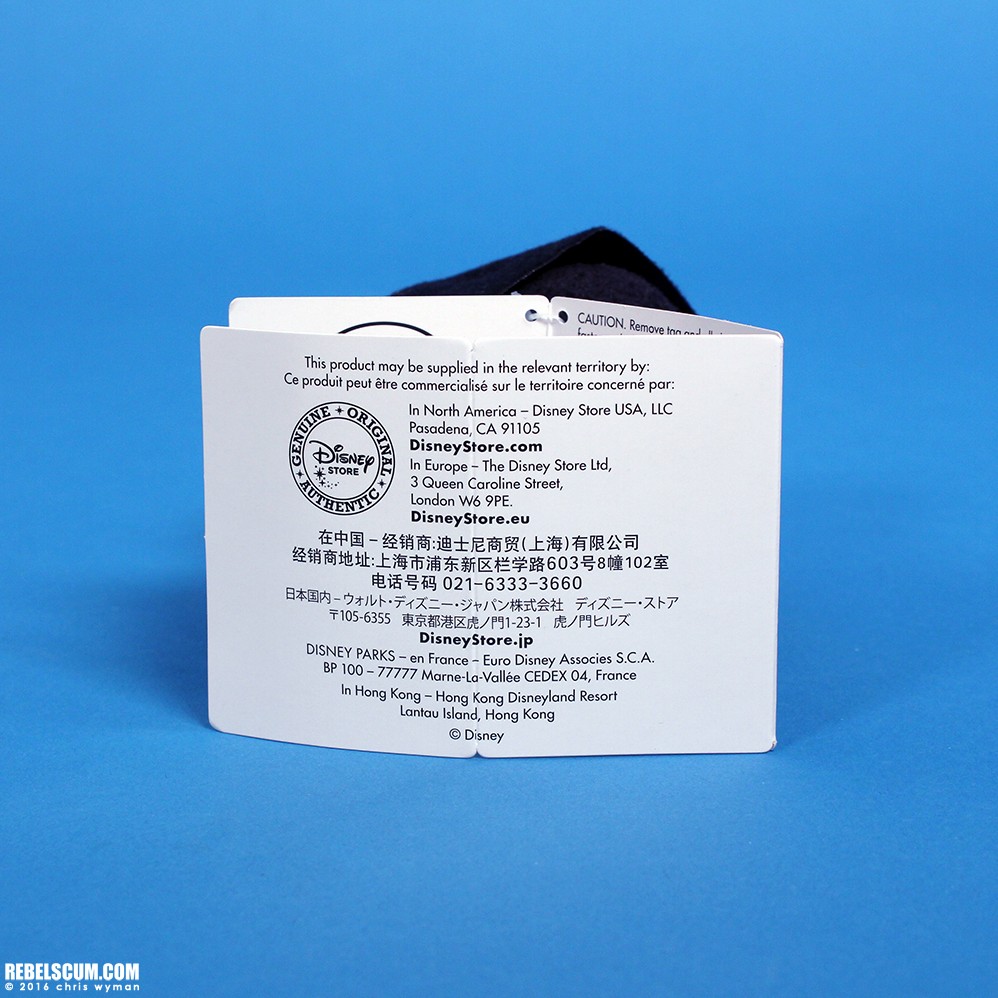 CAUTION. Remove tag and
This product may be supplied in the relevant territory by:
Ce produit peut être commercialisé sur le territoire concerné par:
GENUINE ORIGINAL
AUTHENTIC
Disney
STORE
In North America – Disney Store USA, LLC
Pasadena, CA 91105
DisneyStore.com
In Europe – The Disney Store Ltd,
3 Queen Caroline Street,
London W6 9PE.
DisneyStore.eu
在中国 – 经销商:迪士尼商贸(上海)有限公司
经销商地址:上海市浦东新区栏学路603号8幢102室
电话号码 021-6333-3660
日本国内 – ウォルト・ディズニー・ジャパン株式会社 ディズニー・ストア
〒105-6355 東京都港区虎ノ門1-23-1 虎ノ門ヒルズ
DisneyStore.jp
DISNEY PARKS – en France – Euro Disney Associes S.C.A.
BP 100 – 77777 Marne-La-Vallée CEDEX 04, France
In Hong Kong – Hong Kong Disneyland Resort
Lantau Island, Hong Kong
© Disney
REBELSCUM.COM
© 2016 chris wyman